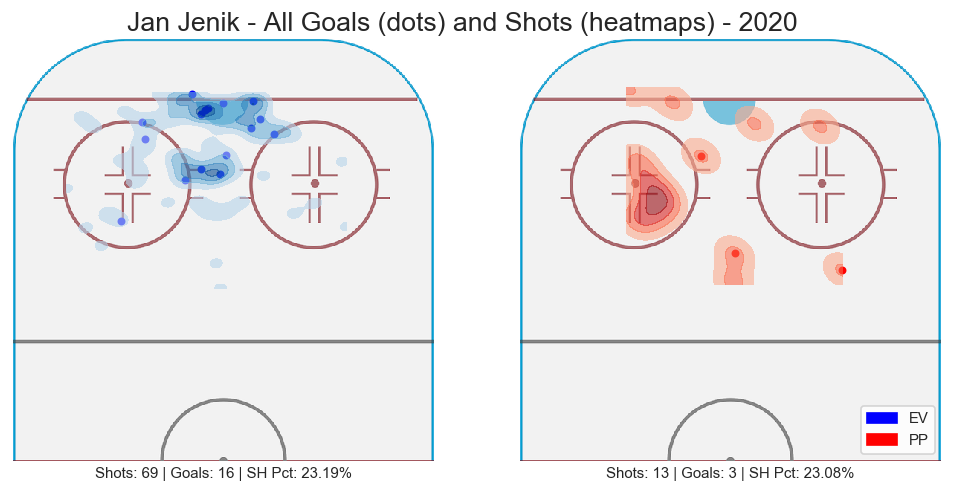 Jan Jenik - All Goals (dots) and Shots (heatmaps) - 2020
EV
PP
Shots: 69 | Goals: 16 | SH Pct: 23.19%
Shots: 13 | Goals: 3 | SH Pct: 23.08%